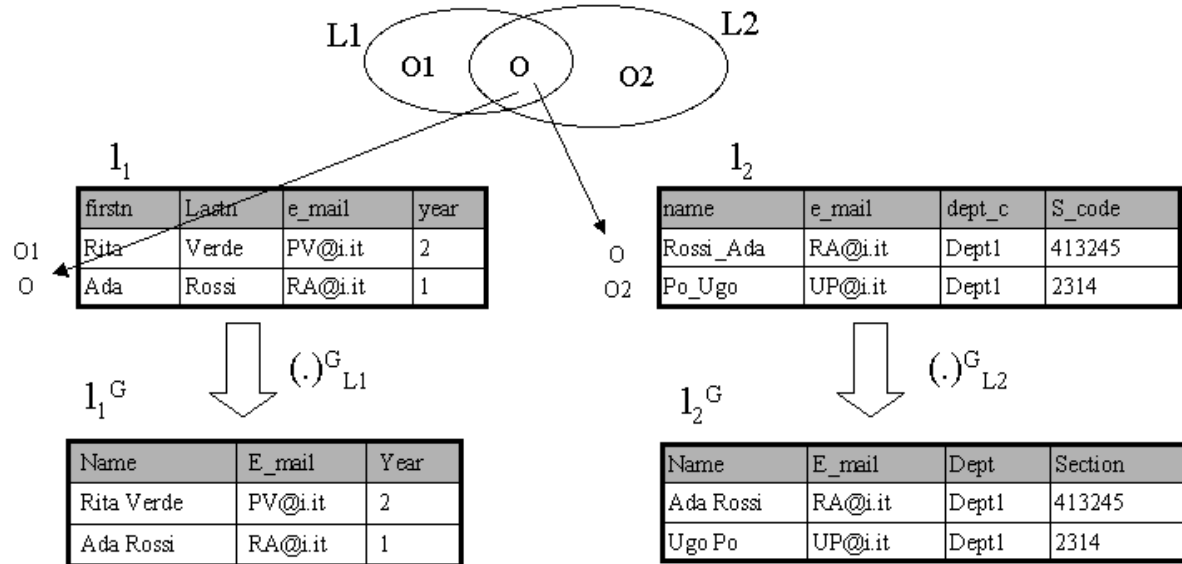 L1 L2
O1 O O2
l1 l2
firstn Lastn e_mail year
O1 Rita Verde PV@i.it 2
O Ada Rossi RA@i.it 1
name e_mail dept_c S_code
O Rossi_Ada RA@i.it Dept1 413245
O2 Po_Ugo UP@i.it Dept1 2314
(.)G L1
(.)G L2
l1G
l2G
Name E_mail Year
Rita Verde PV@i.it 2
Ada Rossi RA@i.it 1
Name E_mail Dept Section
Ada Rossi RA@i.it Dept1 413245
Ugo Po UP@i.it Dept1 2314